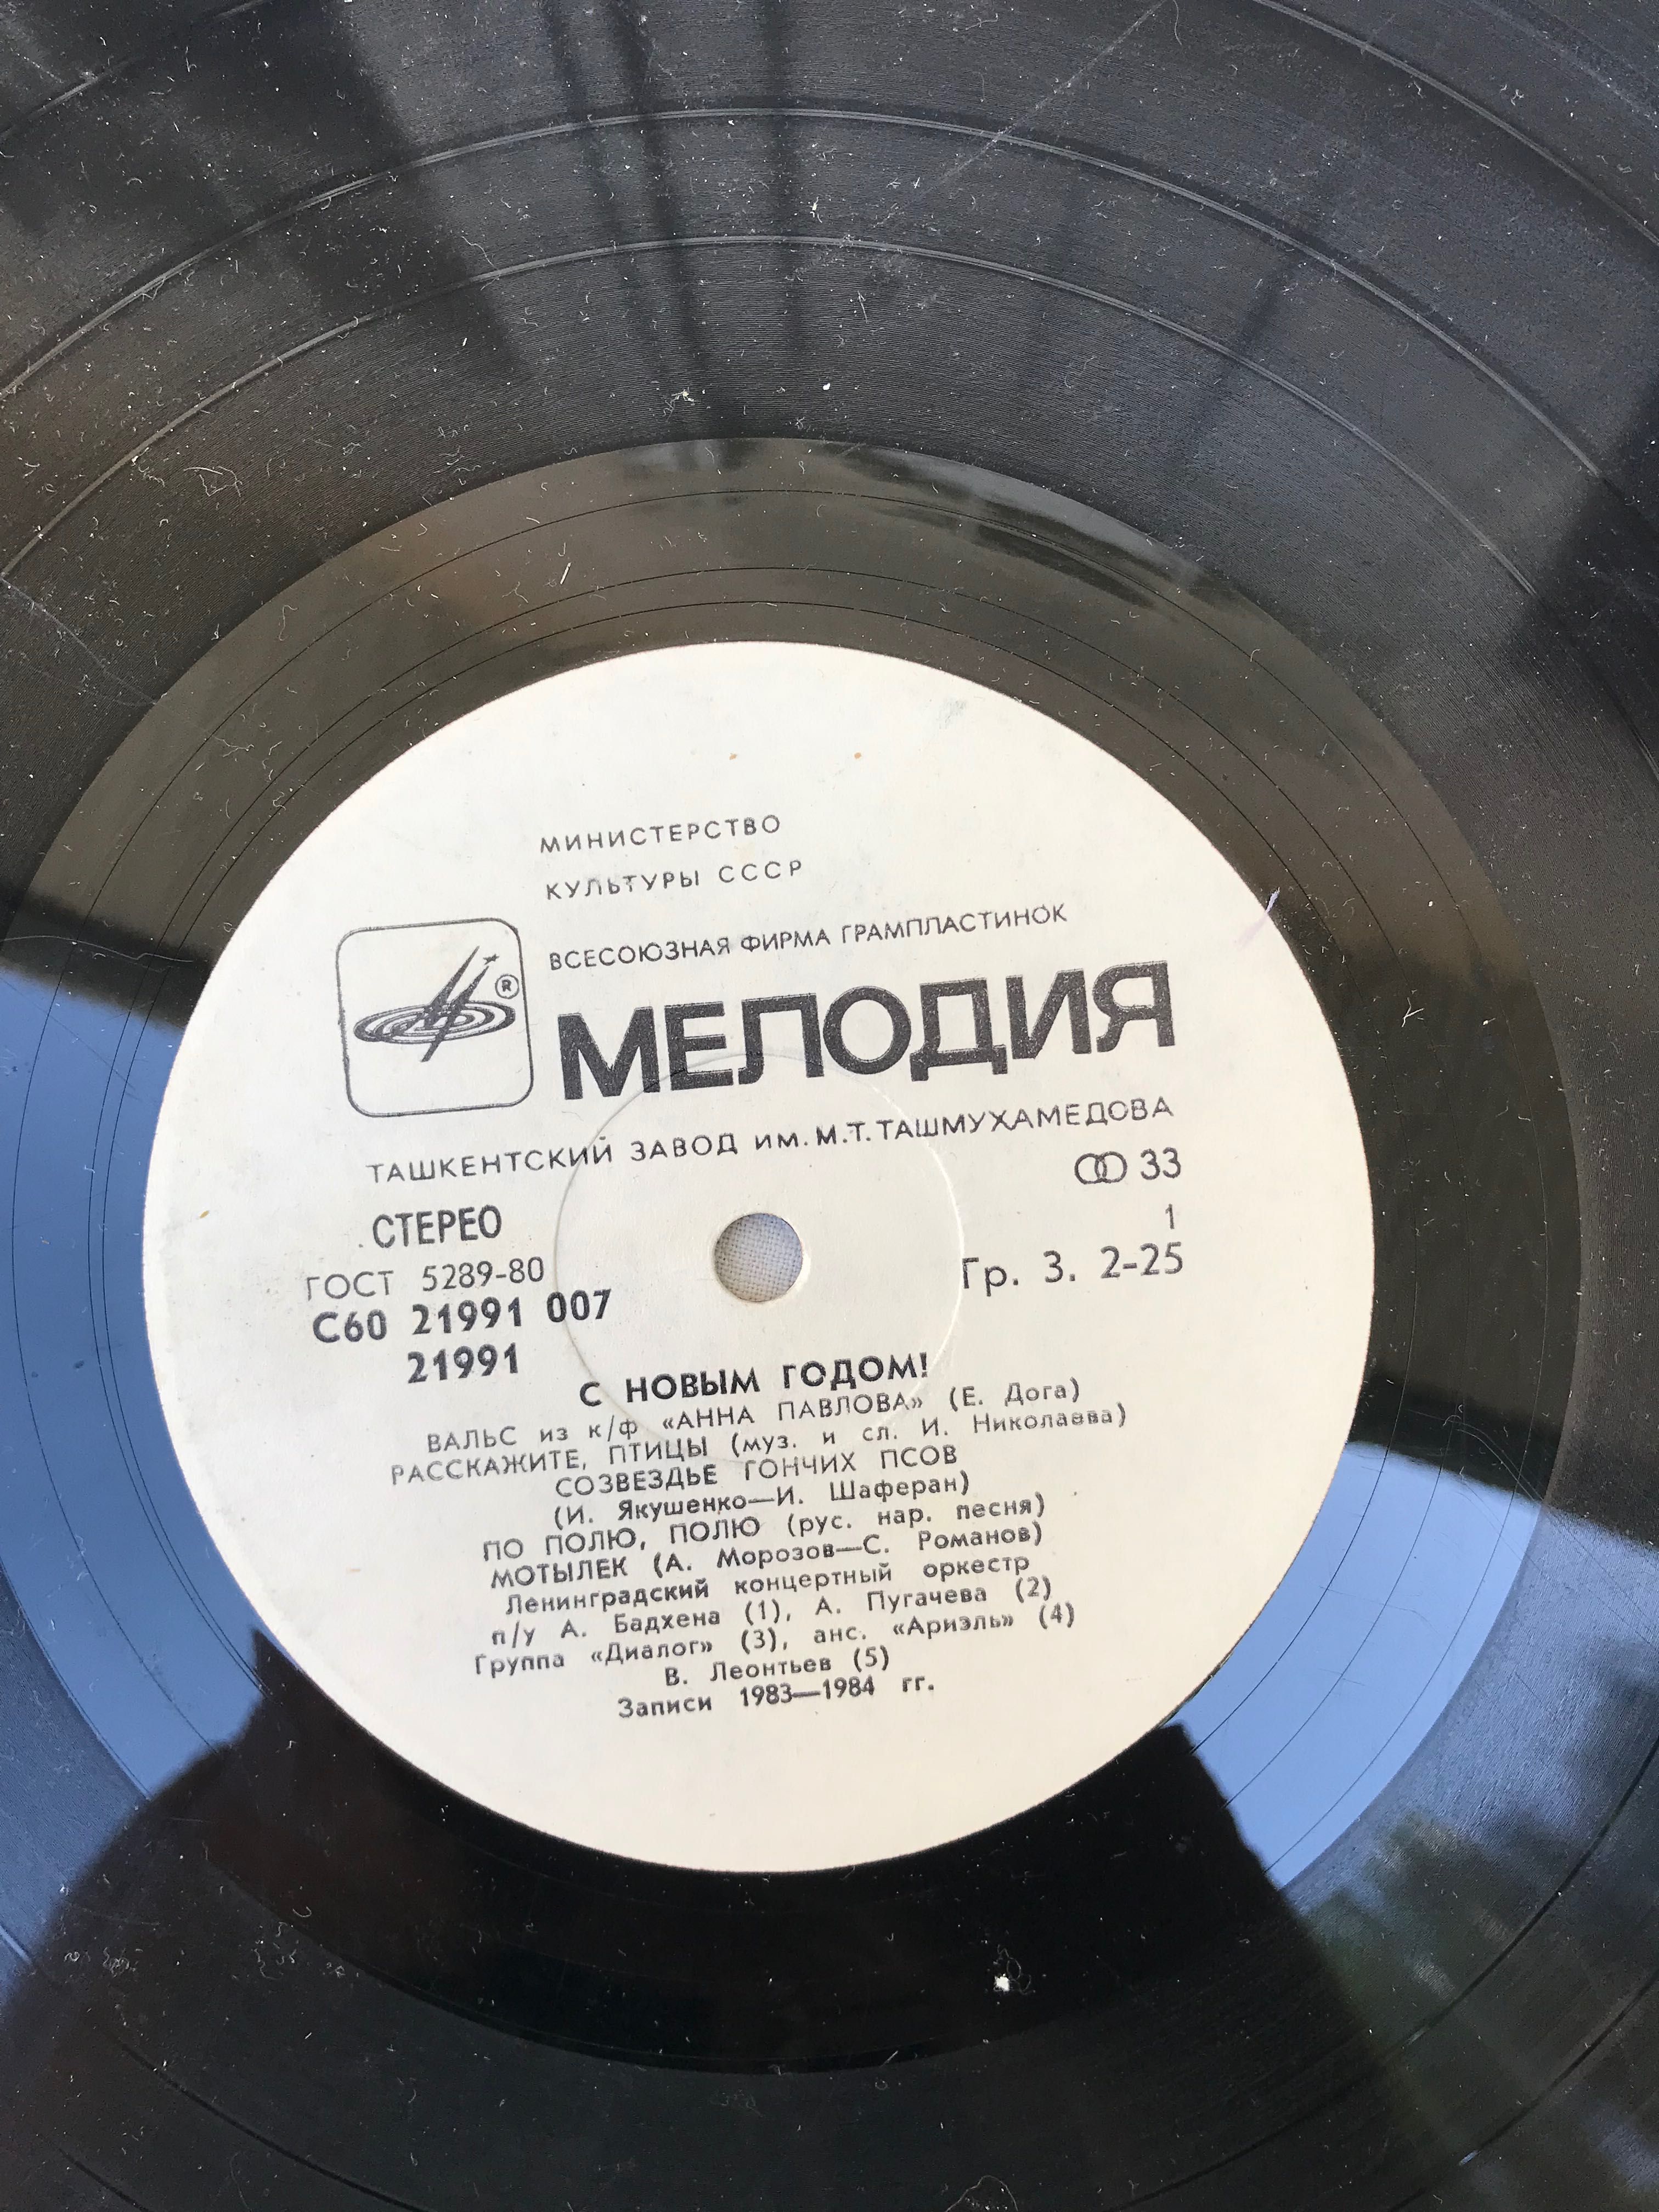 МИНИСТЕРСТВО
КУЛЬТУРЫ СССР
ВСЕСОЮЗНАЯ ФИРМА ГРАМПЛАСТИНОК
®
МЕЛОДИЯ
ТАШКЕНТСКИЙ ЗАВОД ИМ. М.Т. ТАШМУХАМЕДОВА
33
СТЕРЕО
1
ГОСТ 5289-80
Гр. 3. 2-25
С60 21991 007
21991
С НОВЫМ ГОДОМ!
ВАЛЬС из к/ф «АННА ПАВЛОВА» (Е. Дога)
РАССКАЖИТЕ, ПТИЦЫ (муз. и сл. И. Николаева)
СОЗВЕЗДЬЕ ГОНЧИХ ПСОВ
(И. Якушенко—И. Шаферан)
ПО ПОЛЮ, ПОЛЮ (рус. нар. песня)
МОТЫЛЕК (А. Морозов—С. Романов)
Ленинградский концертный оркестр
п/у А. Бадхена (1), А. Пугачева (2)
Группа «Диалог» (3), анс. «Ариэль» (4)
В. Леонтьев (5)
Записи 1983—1984 гг.